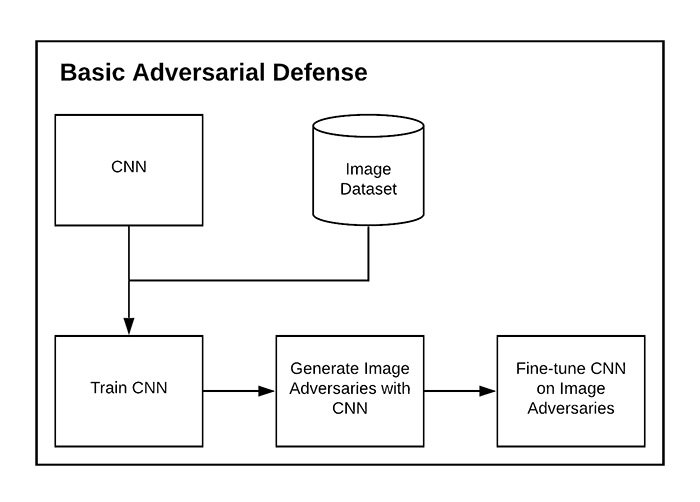 Basic Adversarial Defense
CNN
Image
Dataset
Train CNN
Generate Image
Adversaries with
CNN
Fine-tune CNN
on Image
Adversaries